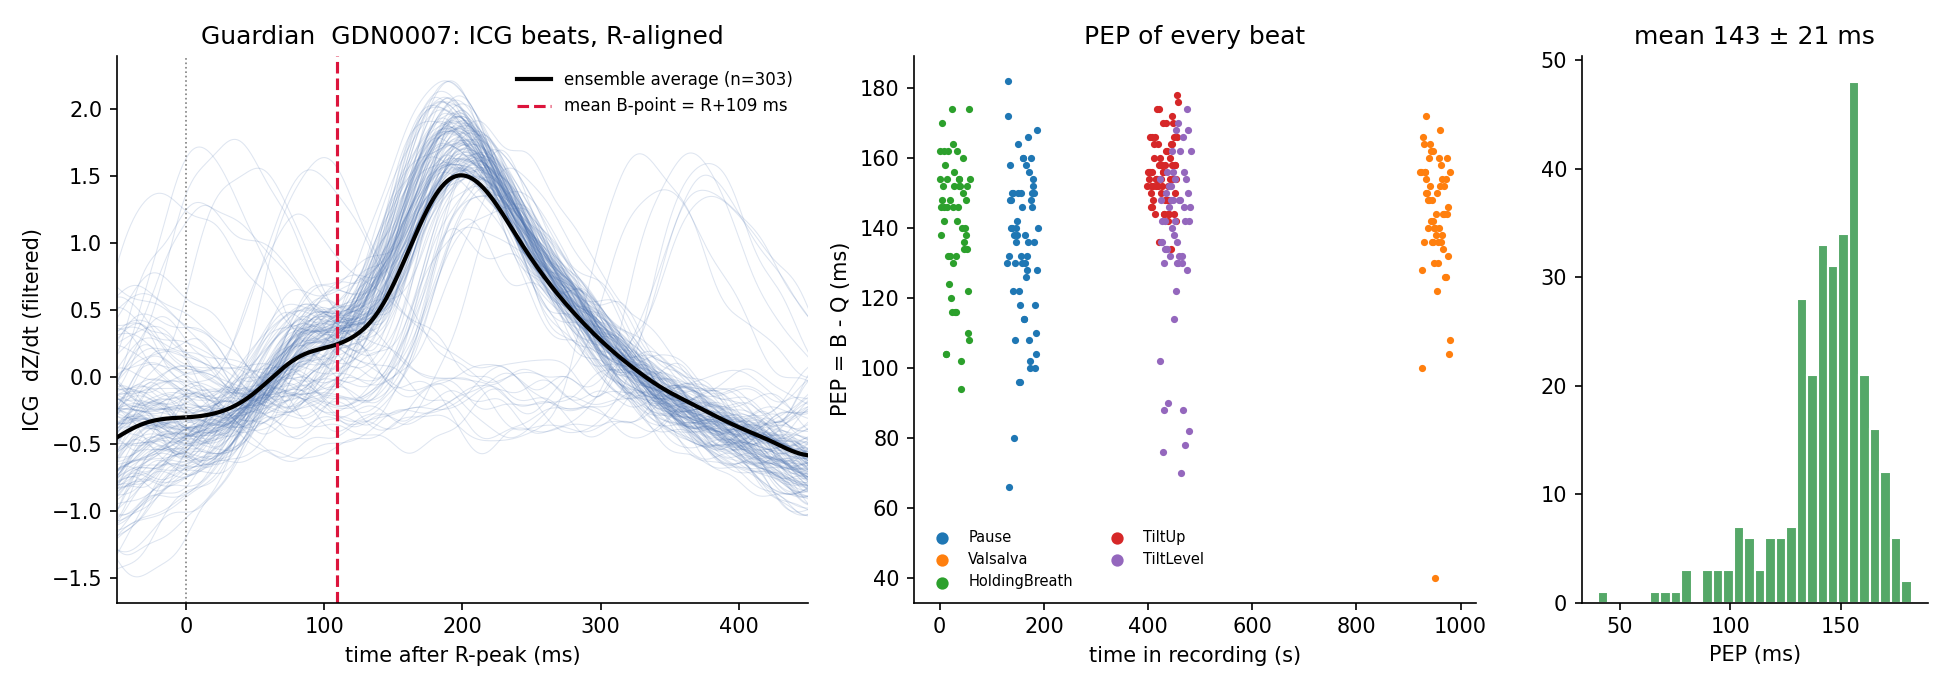 Guardian  GDN0007: ICG beats, R-aligned
ensemble average (n=303)
mean B-point = R+109 ms
ICG  dZ/dt (filtered)
2.0
1.5
1.0
0.5
0.0
−0.5
−1.0
−1.5
0
100
200
300
400
time after R-peak (ms)
PEP of every beat
PEP = B - Q (ms)
180
160
140
120
100
80
60
40
Pause
Valsalva
HoldingBreath
TiltUp
TiltLevel
0
200
400
600
800
1000
time in recording (s)
mean 143 ± 21 ms
50
40
30
20
10
0
50
100
150
PEP (ms)